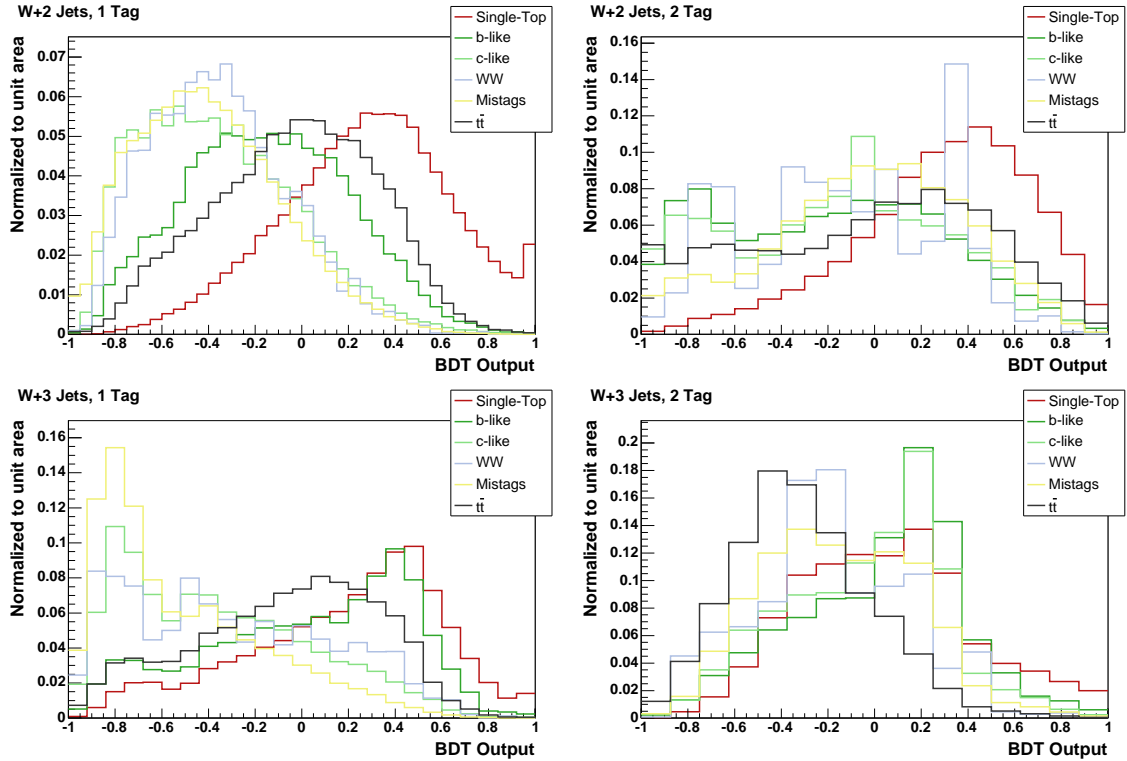 W+2 Jets, 1 Tag
Normalized to unit area
0.07
0.06
0.05
0.04
0.03
0.02
0.01
0
-1 -0.8 -0.6 -0.4 -0.2 0 0.2 0.4 0.6 0.8 1
BDT Output
Single-Top
b-like
c-like
WW
Mistags
tt̄
W+2 Jets, 2 Tag
Normalized to unit area
0.16
0.14
0.12
0.1
0.08
0.06
0.04
0.02
0
-1 -0.8 -0.6 -0.4 -0.2 0 0.2 0.4 0.6 0.8 1
BDT Output
Single-Top
b-like
c-like
WW
Mistags
tt̄
W+3 Jets, 1 Tag
Normalized to unit area
0.16
0.14
0.12
0.1
0.08
0.06
0.04
0.02
0
-1 -0.8 -0.6 -0.4 -0.2 0 0.2 0.4 0.6 0.8 1
BDT Output
Single-Top
b-like
c-like
WW
Mistags
tt̄
W+3 Jets, 2 Tag
Normalized to unit area
0.2
0.18
0.16
0.14
0.12
0.1
0.08
0.06
0.04
0.02
0
-1 -0.8 -0.6 -0.4 -0.2 0 0.2 0.4 0.6 0.8 1
BDT Output
Single-Top
b-like
c-like
WW
Mistags
tt̄